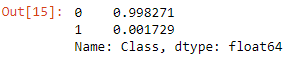 Out[15]: 0 0.998271
1 0.001729
Name: Class, dtype: float64